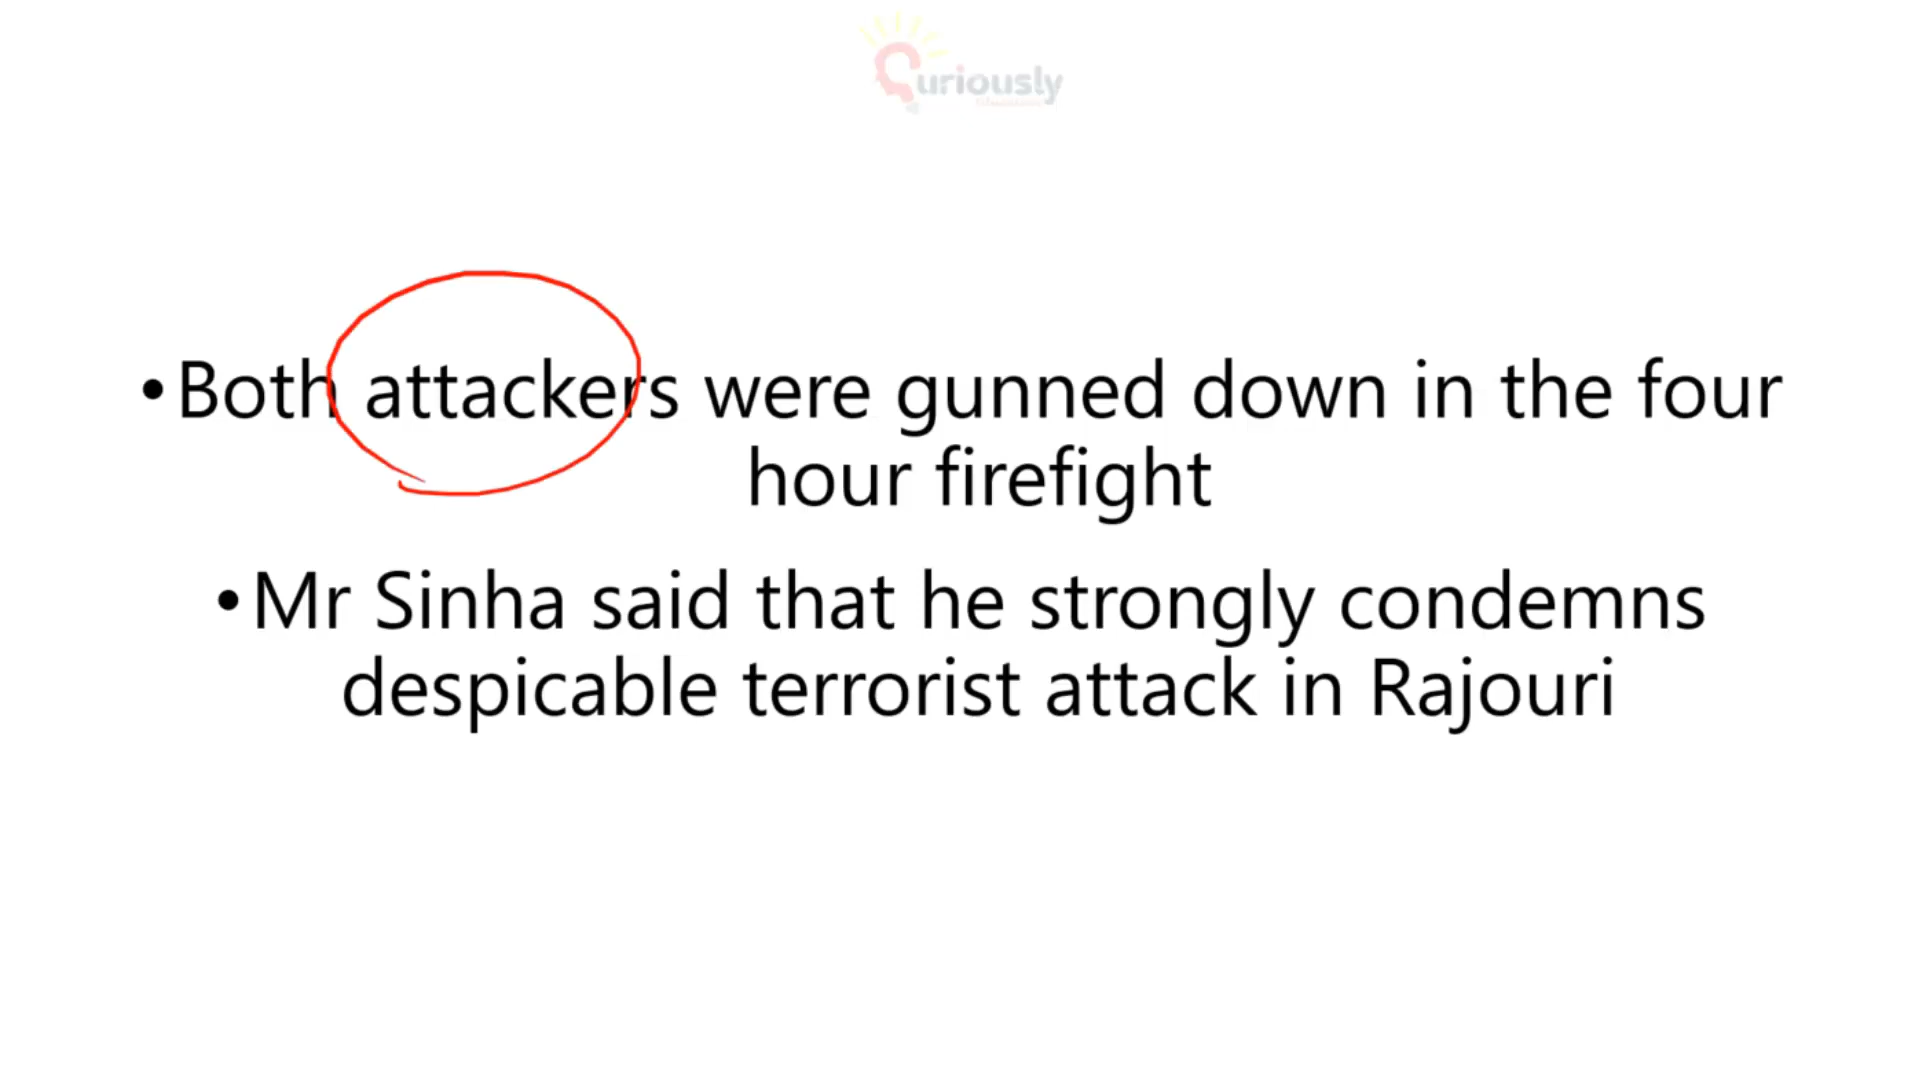 uriously
•Both attackers were gunned down in the four
hour firefight
•Mr Sinha said that he strongly condemns
despicable terrorist attack in Rajouri